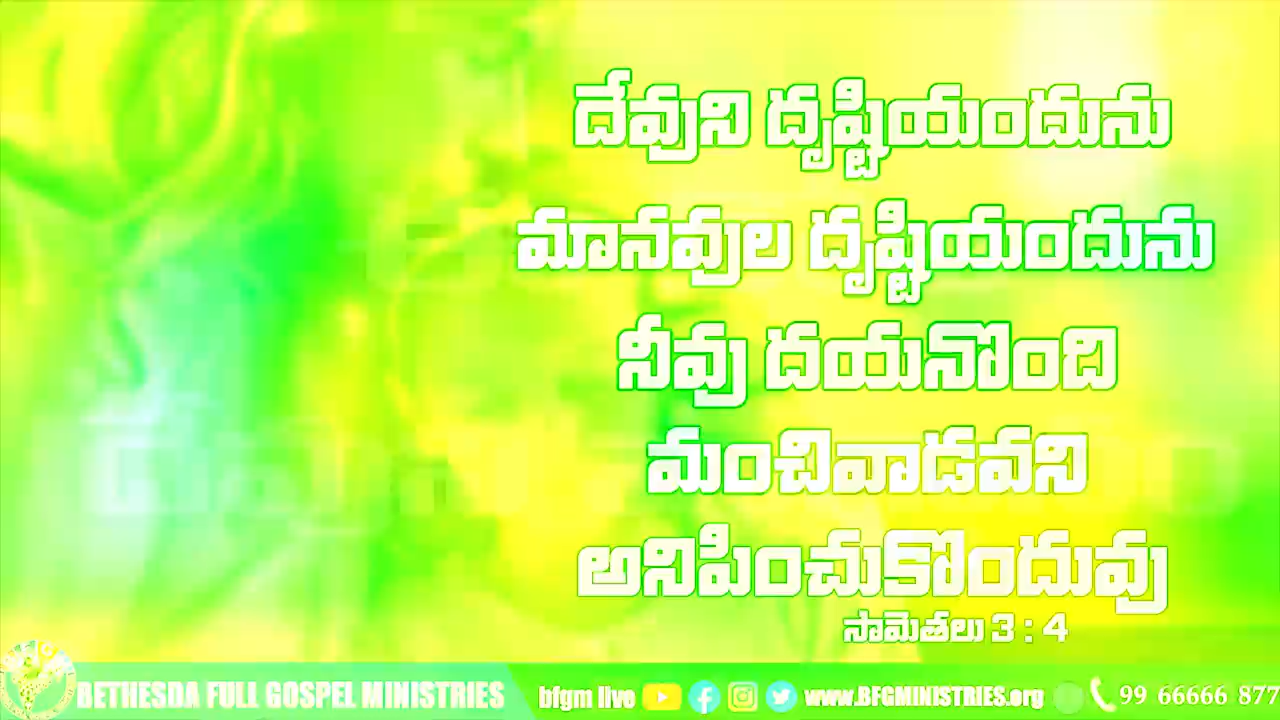 దేవుని దృష్టియందును
మానవుల దృష్టియందును
నీవు దయనొంది
మంచివాడవని
అనిపించుకొందువు
సామెతలు 3 : 4
BETHESDA FULL GOSPEL MINISTRIES bfgm live www.BFGMINISTRIES.org 99 66666 877